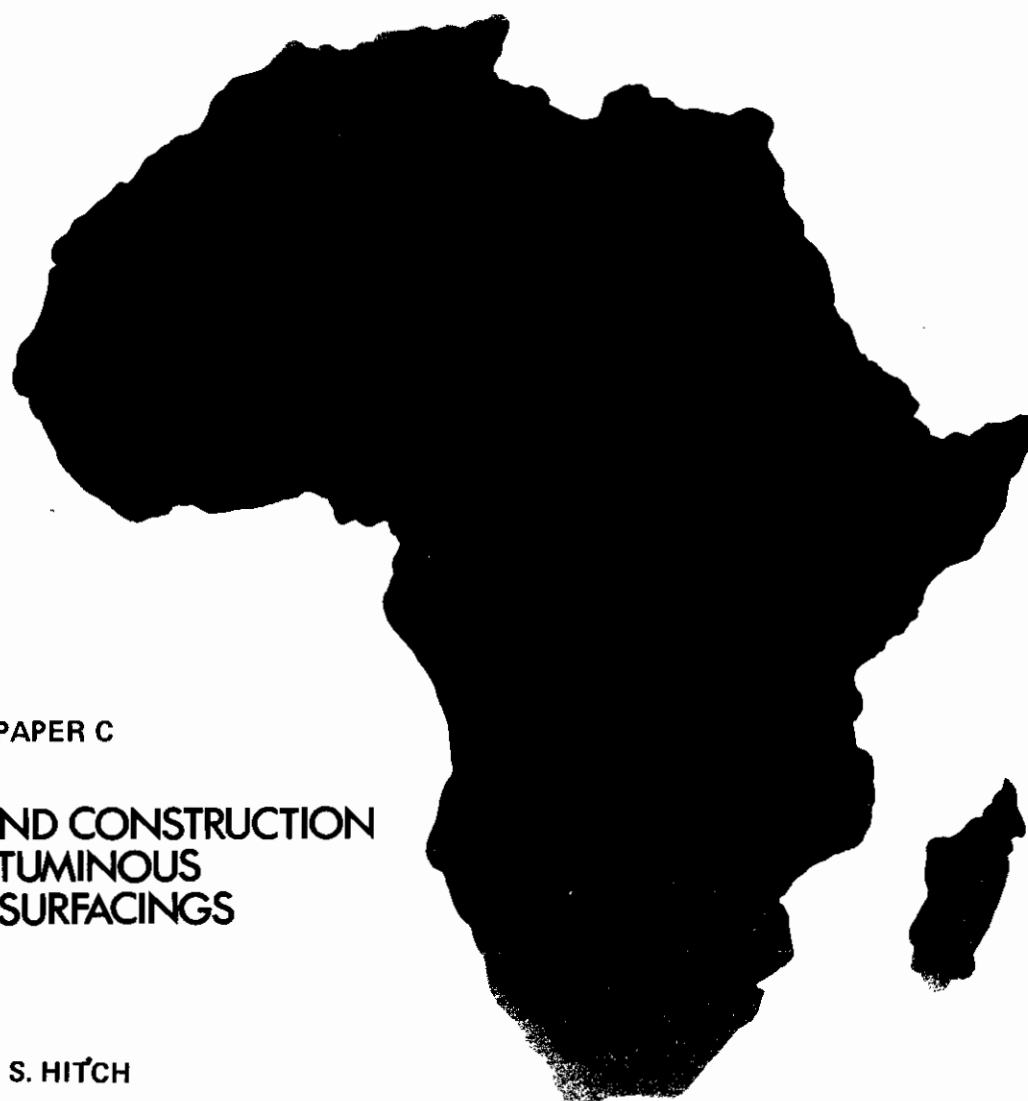 PAPER C
ND CONSTRUCTION
TUMINOUS
SURFACINGS
S. HITCH